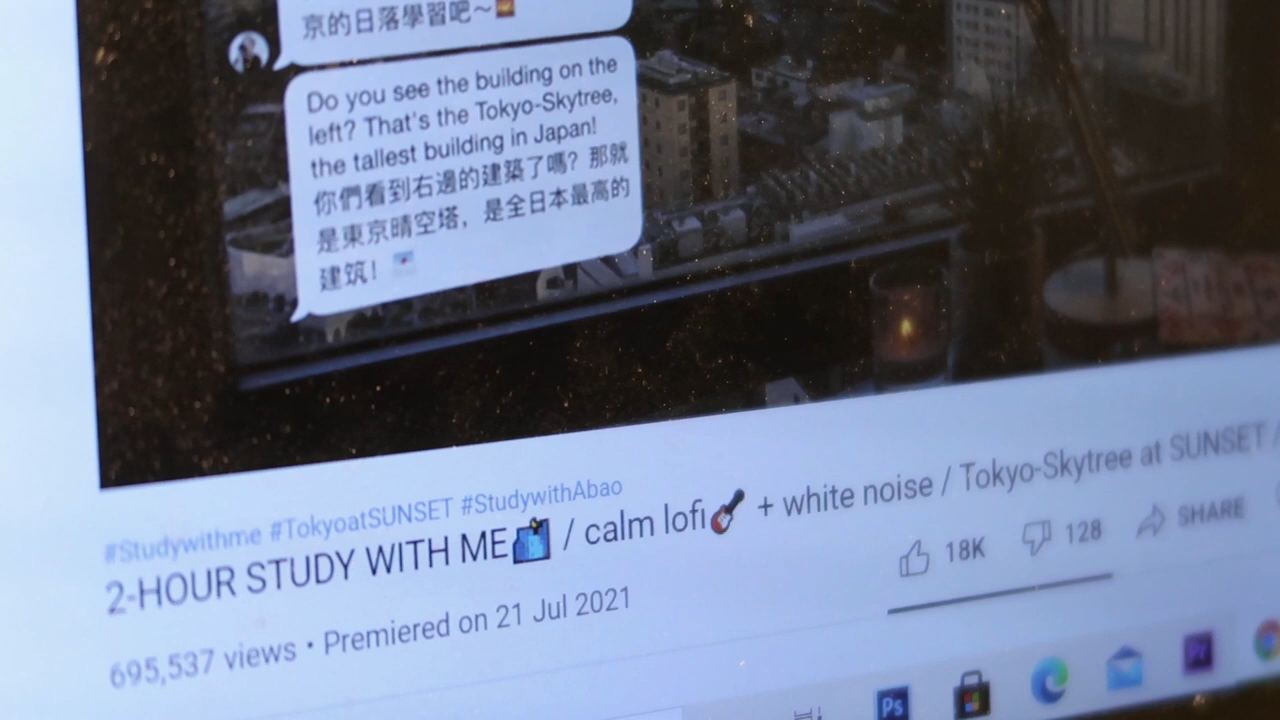 京的日落學習吧～
Do you see the building on the
left? That's the Tokyo-Skytree,
the tallest building in Japan!
你們看到右邊的建築了嗎？那就
是東京晴空塔，是全日本最高的
建筑！
#Studywithme #TokyoatSUNSET #StudywithAbao
2-HOUR STUDY WITH ME / calm lofi + white noise / Tokyo-Skytree at SUNSET /
695,537 views • Premiered on 21 Jul 2021
18K 128 SHARE
Ps Pr